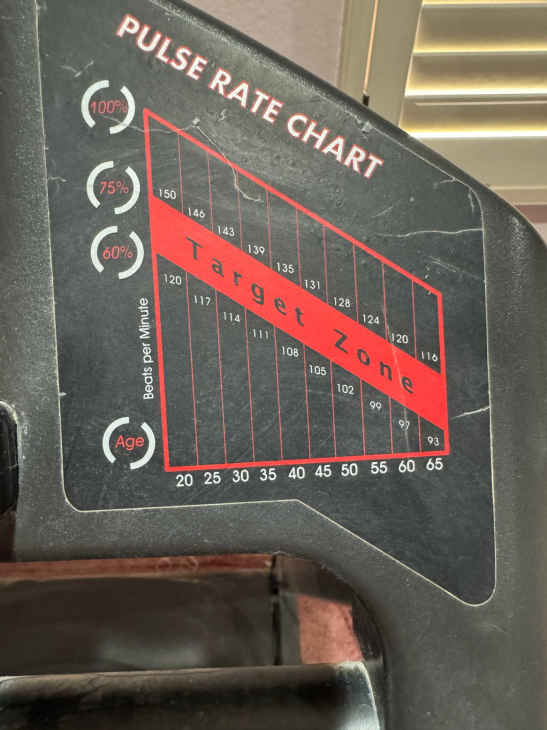 PULSE RATE CHART
100%
75%
60%
150 146 143 139 135 131 128 124 120 116
Target Zone
120 117 114 111 108 105 102 99 97 93
Beats per Minute
Age
20 25 30 35 40 45 50 55 60 65